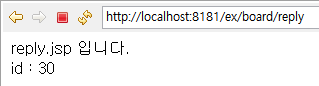 http://localhost:8181/ex/board/reply
reply.jsp 입니다.
id : 30